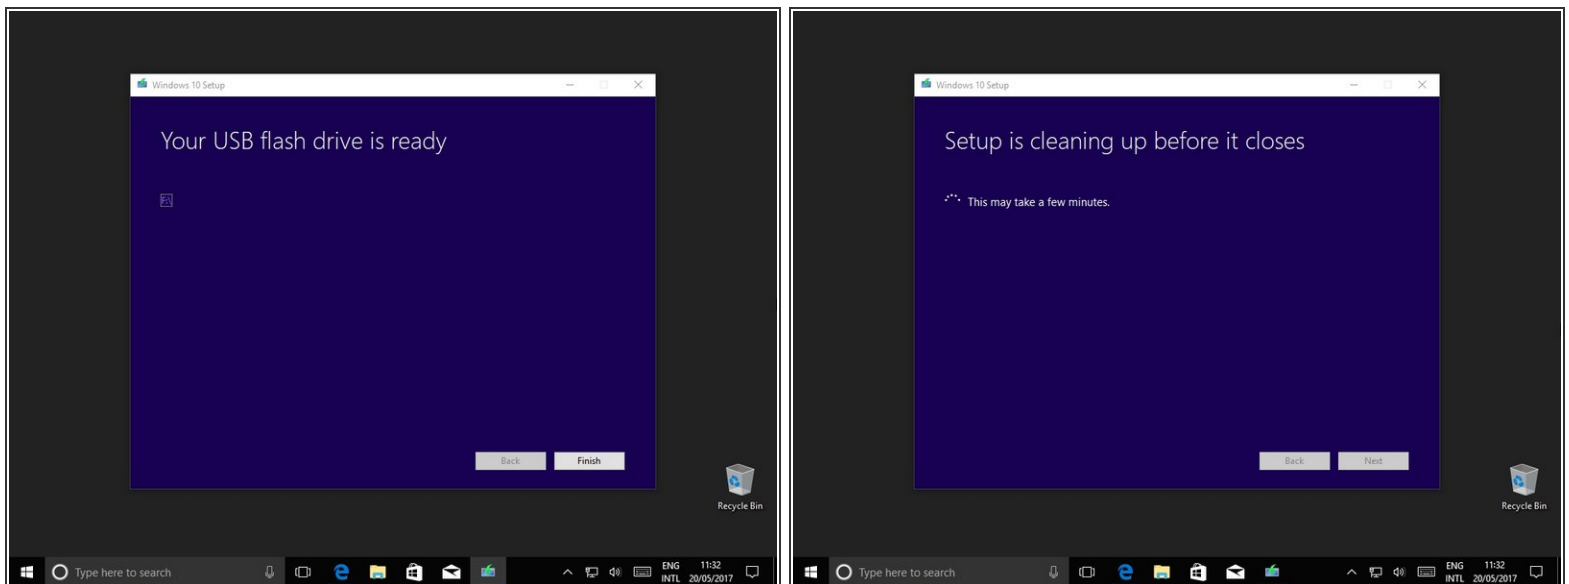 Windows 10 Setup
Your USB flash drive is ready
F:\
Back
Finish
Recycle Bin
Type here to search
ENG
INTL
11:32
20/05/2017
Windows 10 Setup
Setup is cleaning up before it closes
This may take a few minutes.
Back
Next
Recycle Bin
Type here to search
ENG
INTL
11:32
20/05/2017